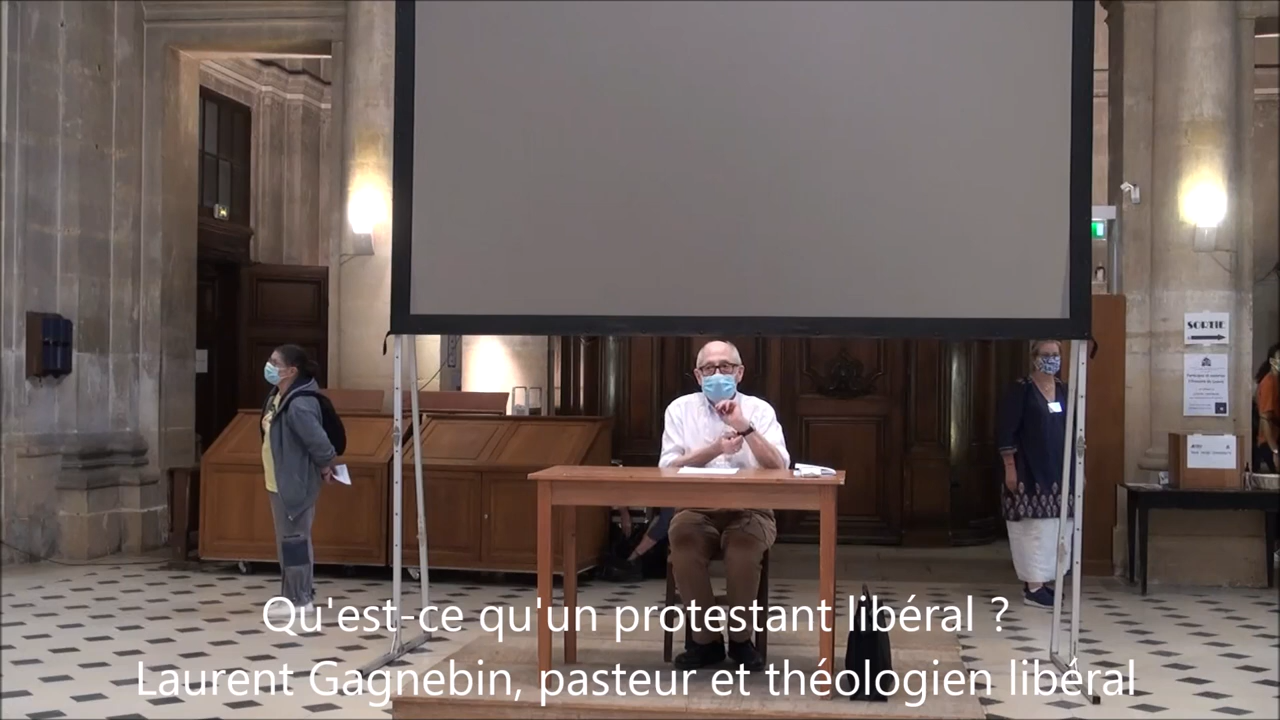 SORTIE
Qu'est-ce qu'un protestant libéral ?
Laurent Gagnebin, pasteur et théologien libéral